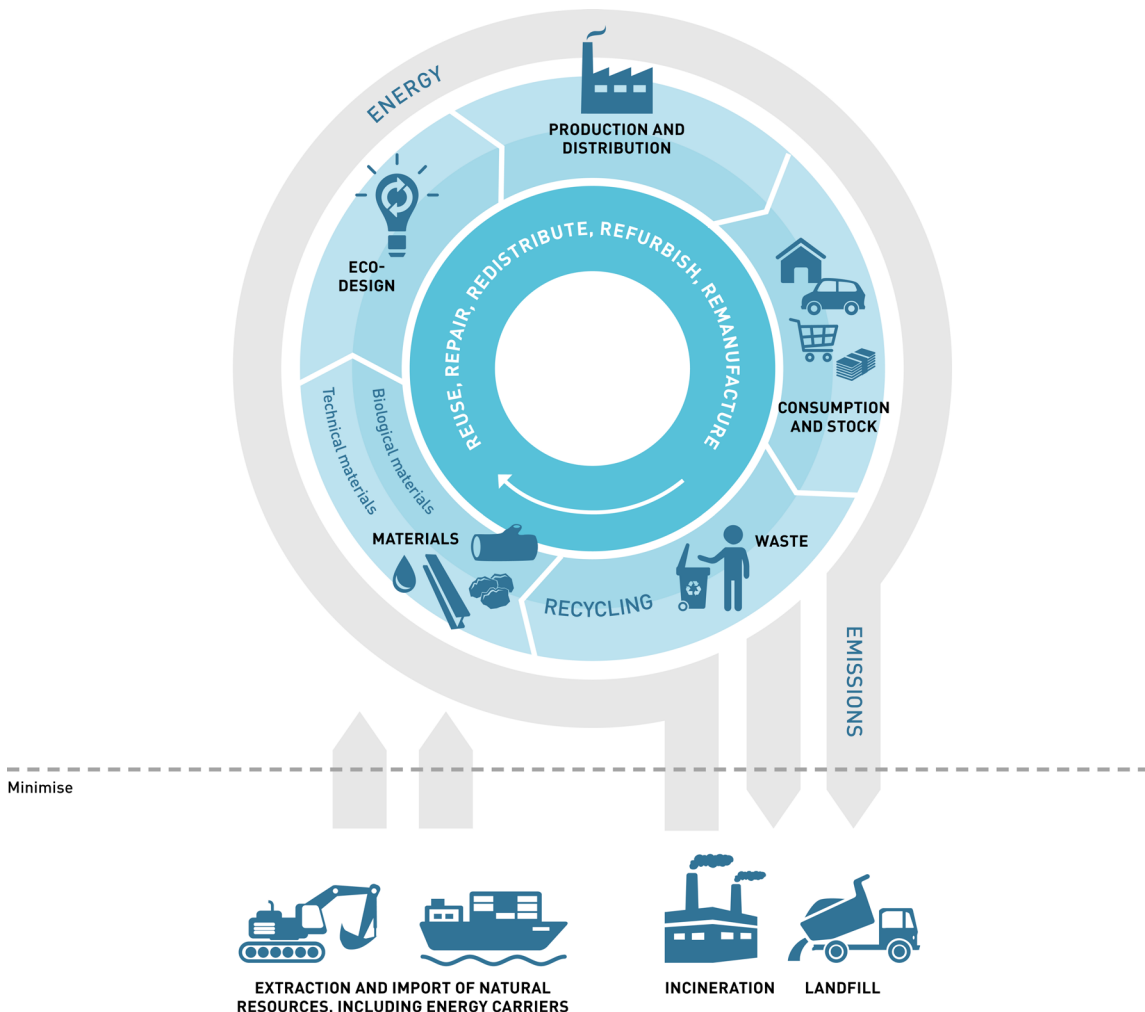 ENERGY
PRODUCTION AND
DISTRIBUTION
ECO-
DESIGN
REUSE, REPAIR, REDISTRIBUTE, REFURBISH, REMANUFACTURE
CONSUMPTION
AND STOCK
Technical materials
Biological materials
MATERIALS
WASTE
RECYCLING
EMISSIONS
Minimise
EXTRACTION AND IMPORT OF NATURAL
RESOURCES, INCLUDING ENERGY CARRIERS
INCINERATION
LANDFILL